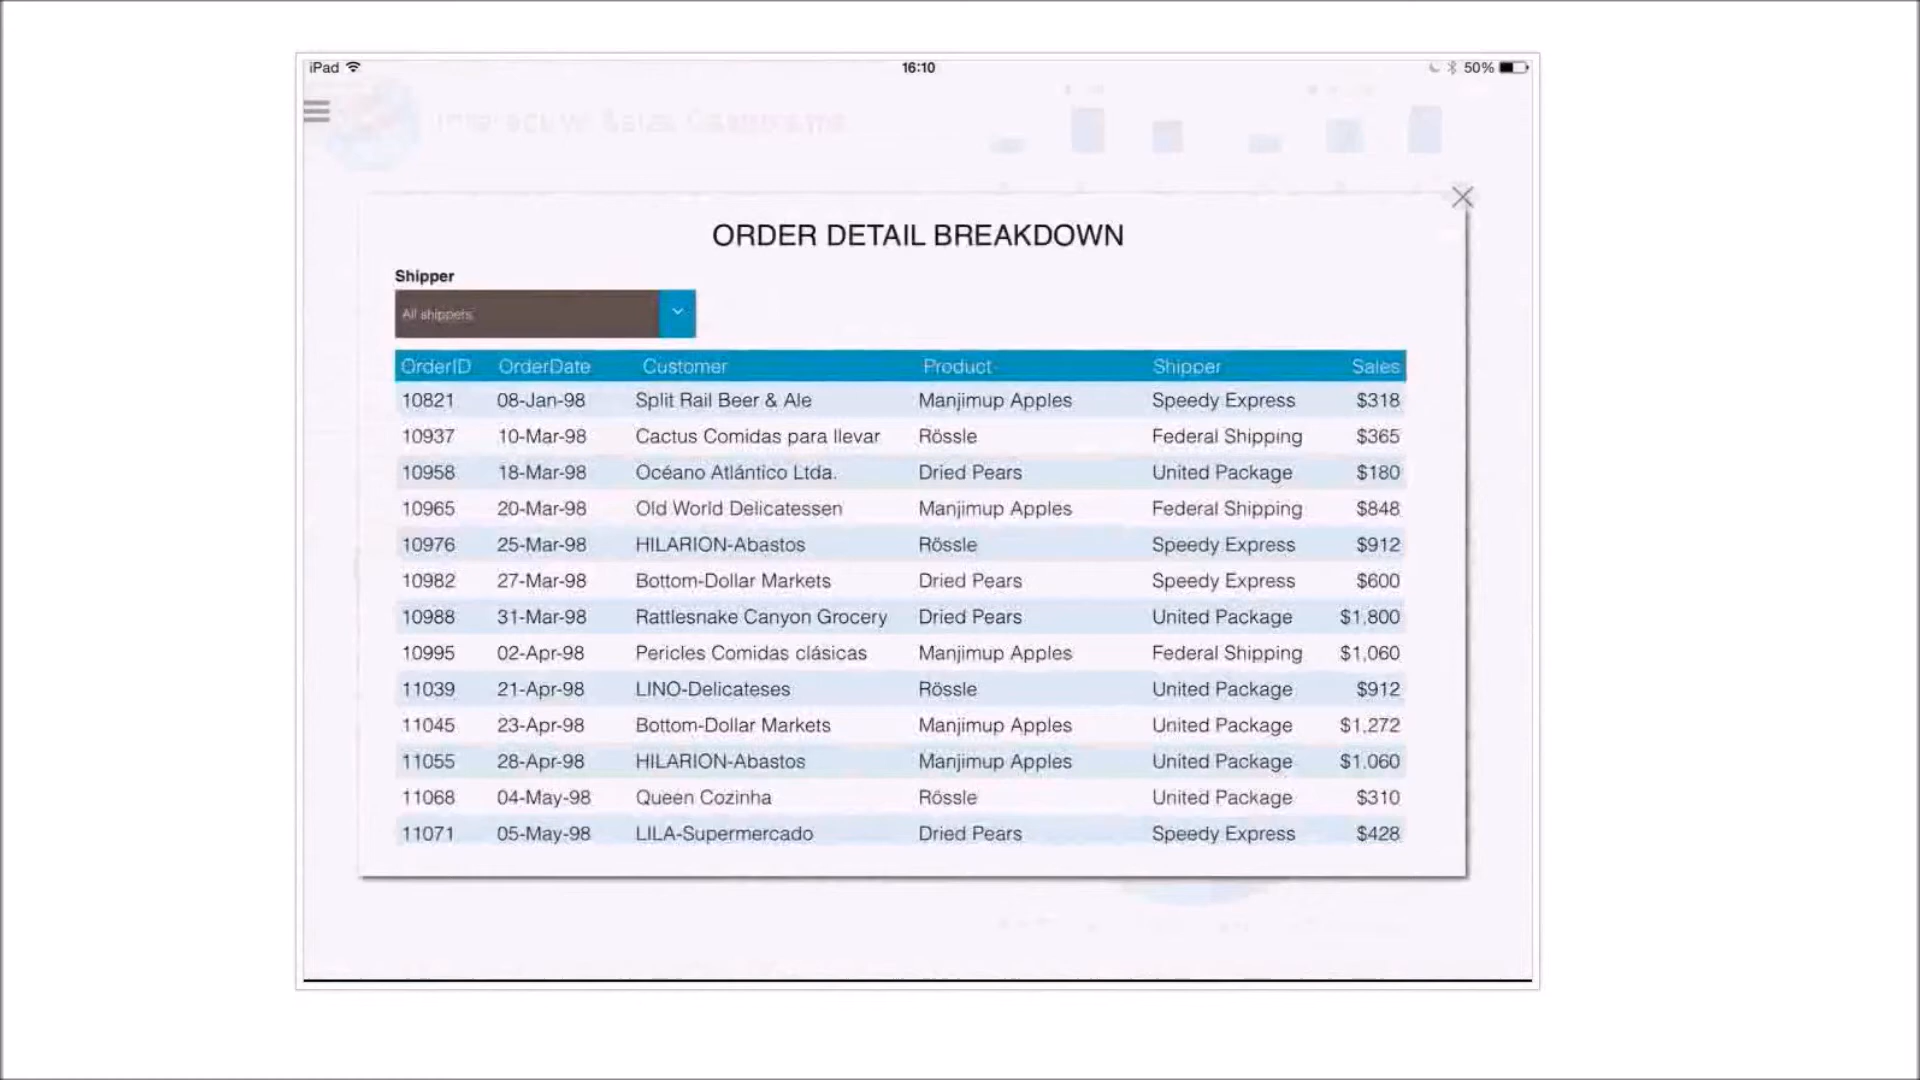 iPad 16:10 50%
ORDER DETAIL BREAKDOWN
Shipper
All shippers
OrderID OrderDate Customer Product Shipper Sales
10821 08-Jan-98 Split Rail Beer & Ale Manjimup Apples Speedy Express $318
10937 10-Mar-98 Cactus Comidas para llevar Rössle Federal Shipping $365
10958 18-Mar-98 Océano Atlántico Ltda. Dried Pears United Package $180
10965 20-Mar-98 Old World Delicatessen Manjimup Apples Federal Shipping $848
10976 25-Mar-98 HILARION-Abastos Rössle Speedy Express $912
10982 27-Mar-98 Bottom-Dollar Markets Dried Pears Speedy Express $600
10988 31-Mar-98 Rattlesnake Canyon Grocery Dried Pears United Package $1,800
10995 02-Apr-98 Pericles Comidas clásicas Manjimup Apples Federal Shipping $1,060
11039 21-Apr-98 LINO-Delicateses Rössle United Package $912
11045 23-Apr-98 Bottom-Dollar Markets Manjimup Apples United Package $1,272
11055 28-Apr-98 HILARION-Abastos Manjimup Apples United Package $1,060
11068 04-May-98 Queen Cozinha Rössle United Package $310
11071 05-May-98 LILA-Supermercado Dried Pears Speedy Express $428